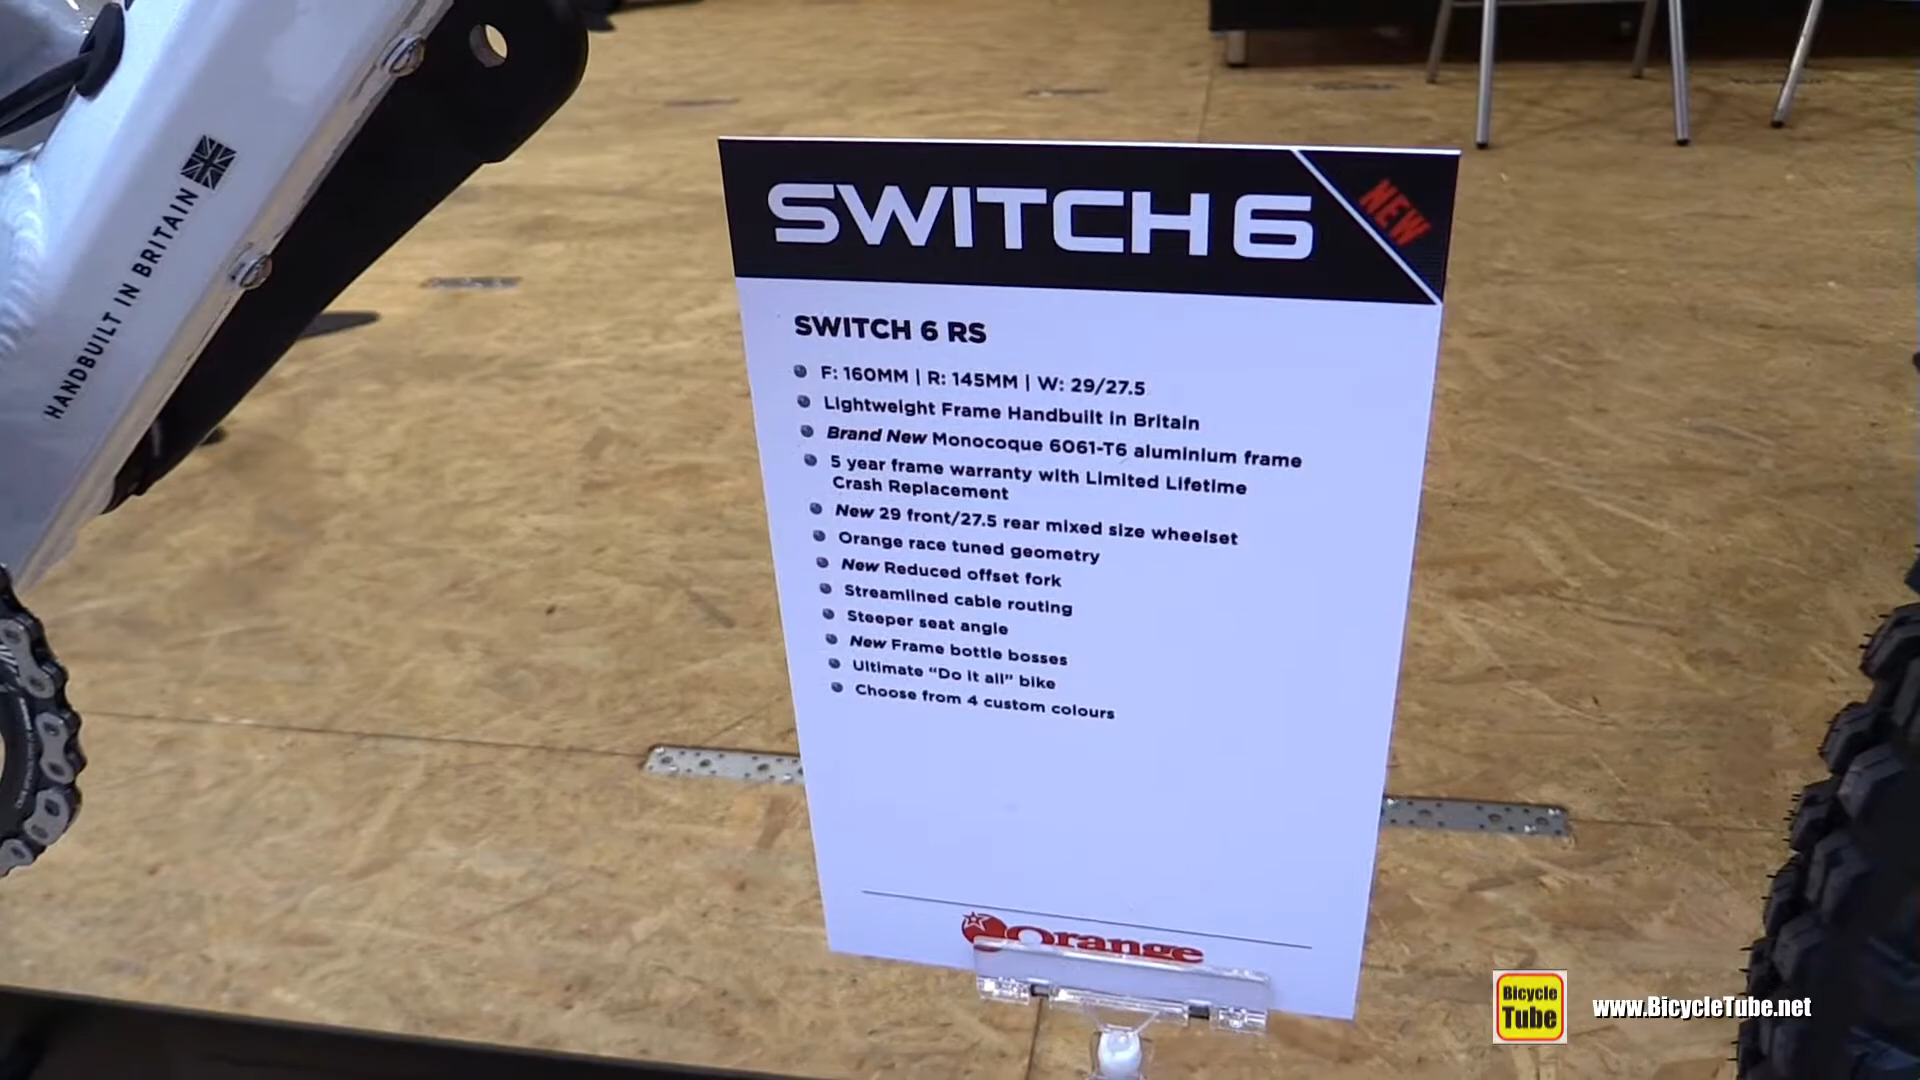 HANDBUILT IN BRITAIN
SWITCH 6
NEW
SWITCH 6 RS
F: 160MM | R: 145MM | W: 29/27.5
Lightweight Frame Handbuilt in Britain
Brand New Monocoque 6061-T6 aluminium frame
5 year frame warranty with Limited Lifetime
Crash Replacement
New 29 front/27.5 rear mixed size wheelset
Orange race tuned geometry
New Reduced offset fork
Streamlined cable routing
Steeper seat angle
New Frame bottle bosses
Ultimate “Do it all” bike
Choose from 4 custom colours
Orange
Bicycle
Tube
www.BicycleTube.net